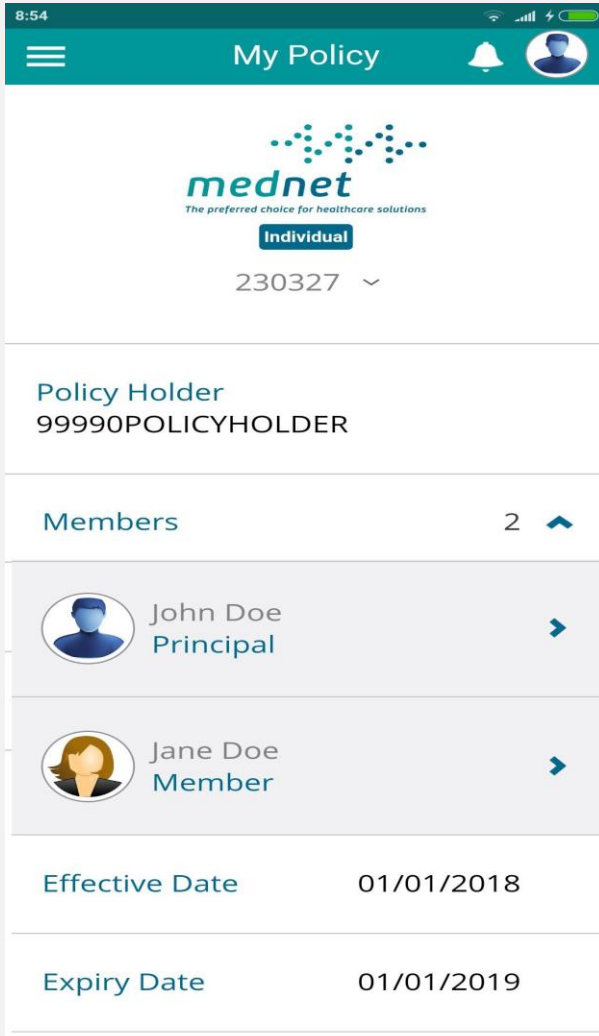 8:54
My Policy
mednet
The preferred choice for healthcare solutions
Individual
230327
Policy Holder
99990POLICYHOLDER
Members 2
John Doe
Principal
Jane Doe
Member
Effective Date 01/01/2018
Expiry Date 01/01/2019